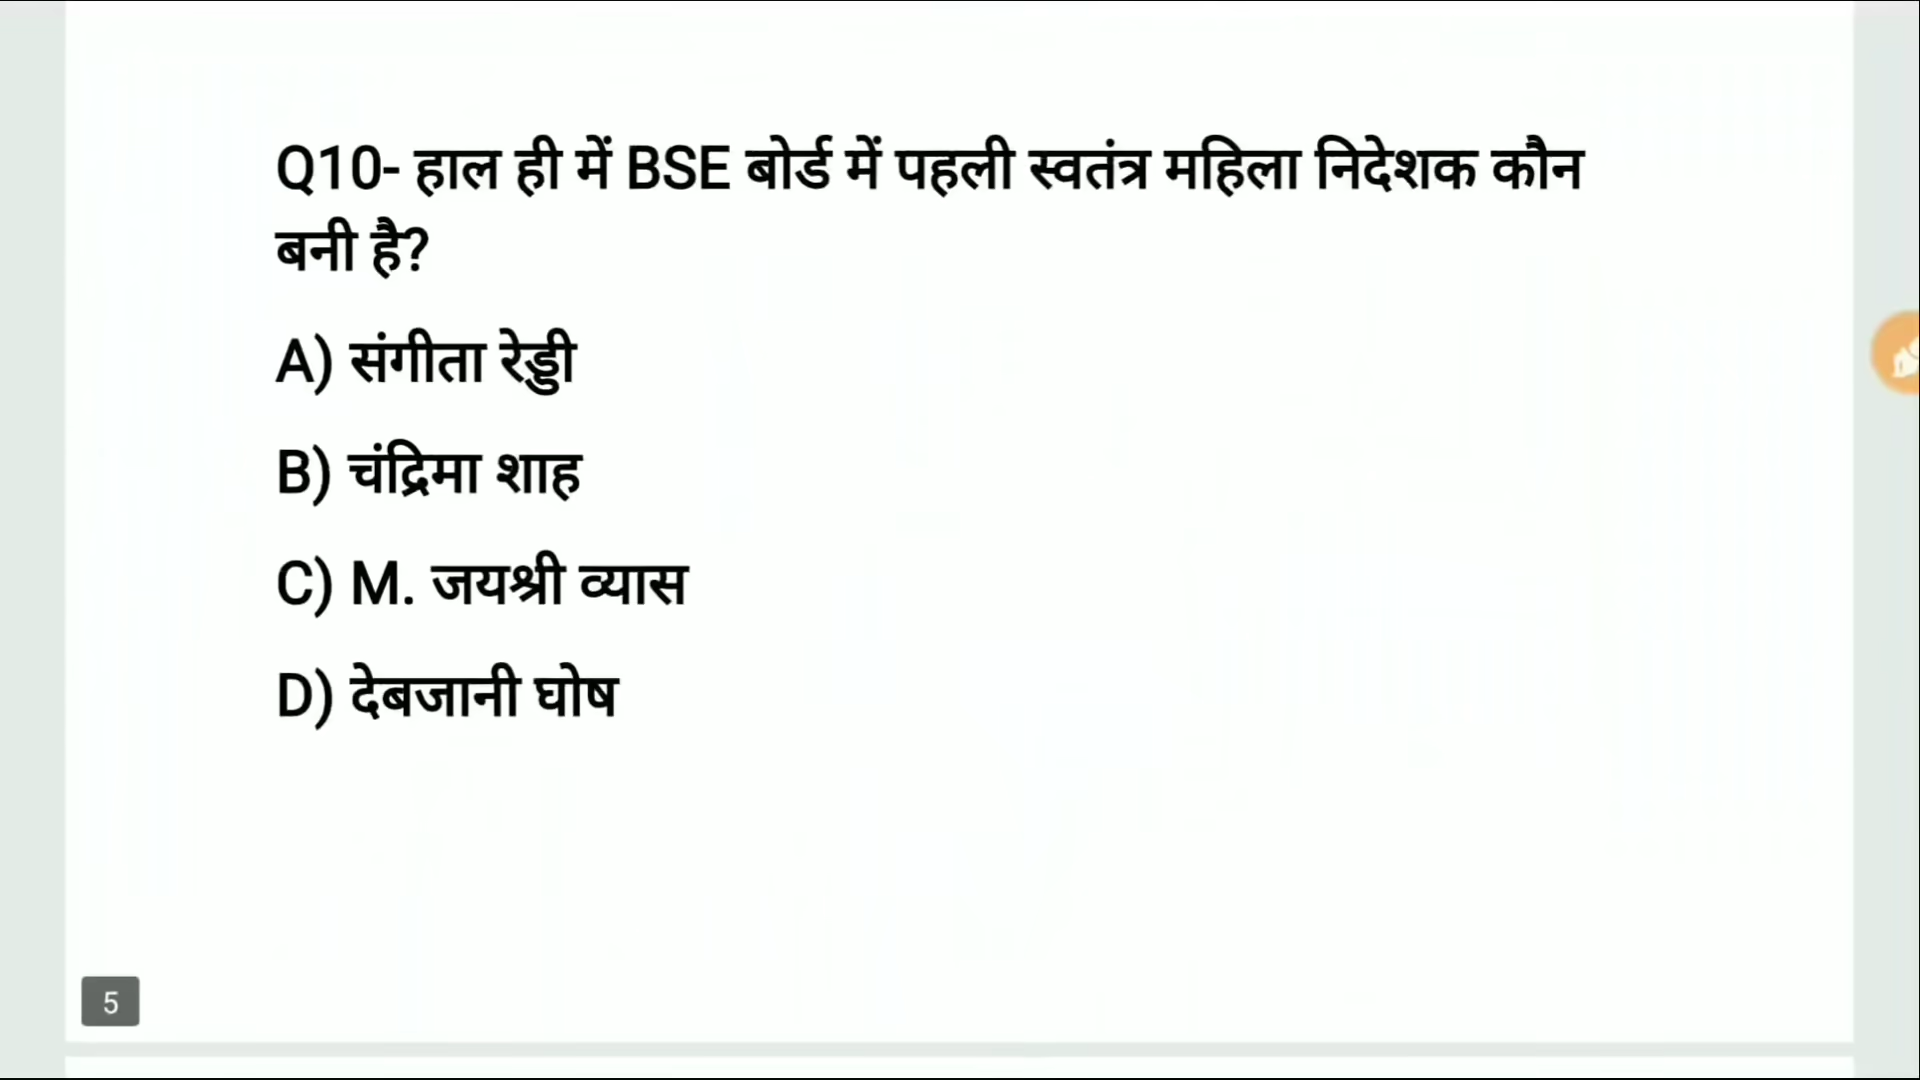 Q10- हाल ही में BSE बोर्ड में पहली स्वतंत्र महिला निदेशक कौन
बनी है?
A) संगीता रेड्डी
B) चंद्रिमा शाह
C) M. जयश्री व्यास
D) देबजानी घोष
5